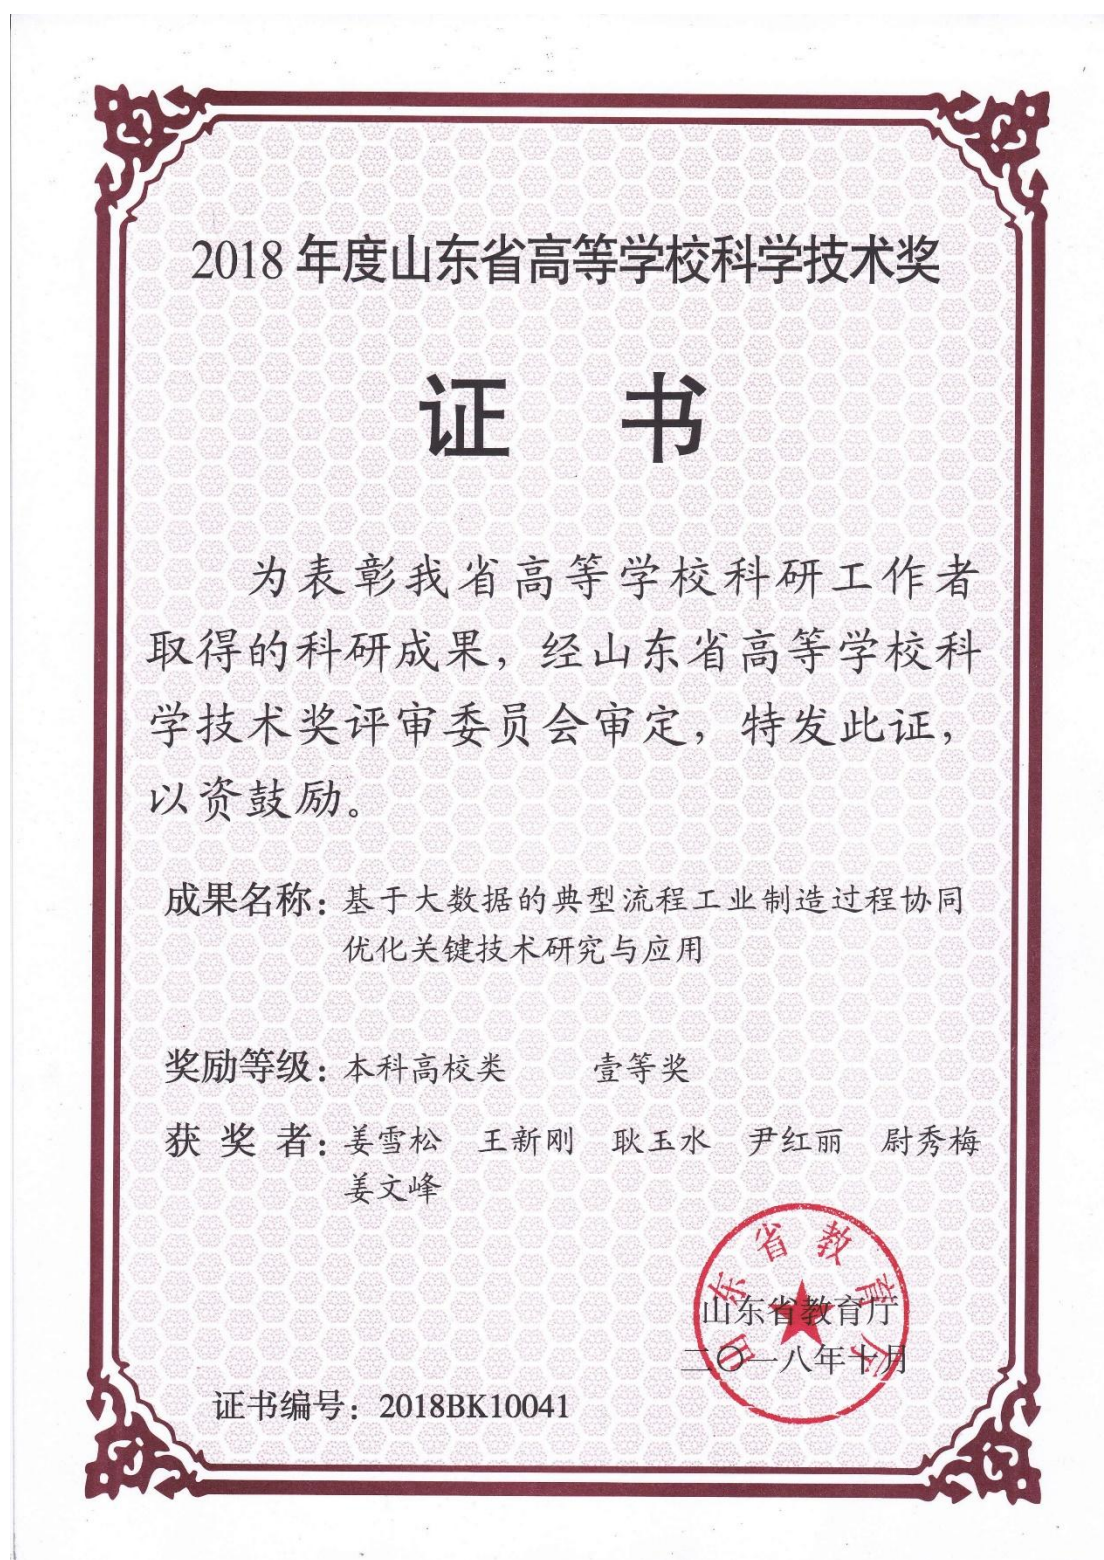 2018年度山东省高等学校科学技术奖
证 书
为表彰我省高等学校科研工作者
取得的科研成果，经山东省高等学校科
学技术奖评审委员会审定，特发此证，
以资鼓励。
成果名称：基于大数据的典型流程工业制造过程协同
优化关键技术研究与应用
奖励等级：本科高校类 壹等奖
获奖者：姜雪松 王新刚 耿玉水 尹红丽 尉秀梅
姜文峰
山东省教育厅
山东省教育厅
二〇一八年十月
证书编号：2018BK10041